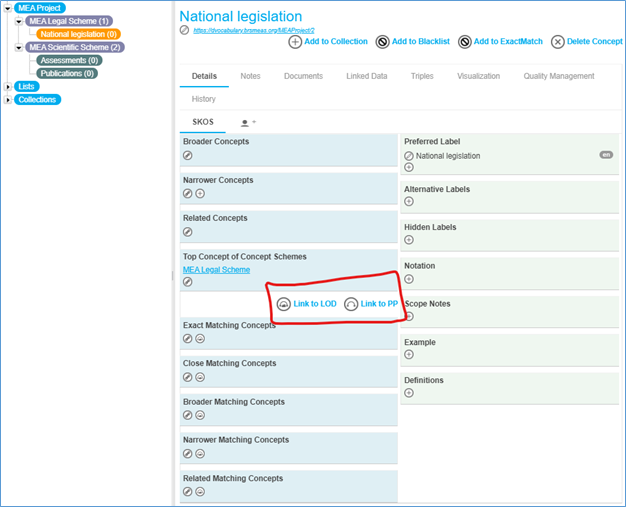 MEA Project
MEA Legal Scheme (1)
National legislation (0)
MEA Scientific Scheme (2)
Assessments (0)
Publications (0)
Lists
Collections
National legislation
https://dvocabulary.brsmeas.org/MEAProject/2
Add to Collection Add to Blacklist Add to ExactMatch Delete Concept
Details Notes Documents Linked Data Triples Visualization Quality Management
History
SKOS
Broader Concepts
Narrower Concepts
Related Concepts
Top Concept of Concept Schemes
MEA Legal Scheme
Link to LOD Link to PP
Exact Matching Concepts
Close Matching Concepts
Broader Matching Concepts
Narrower Matching Concepts
Related Matching Concepts
Preferred Label
National legislation en
Alternative Labels
Hidden Labels
Notation
Scope Notes
Example
Definitions